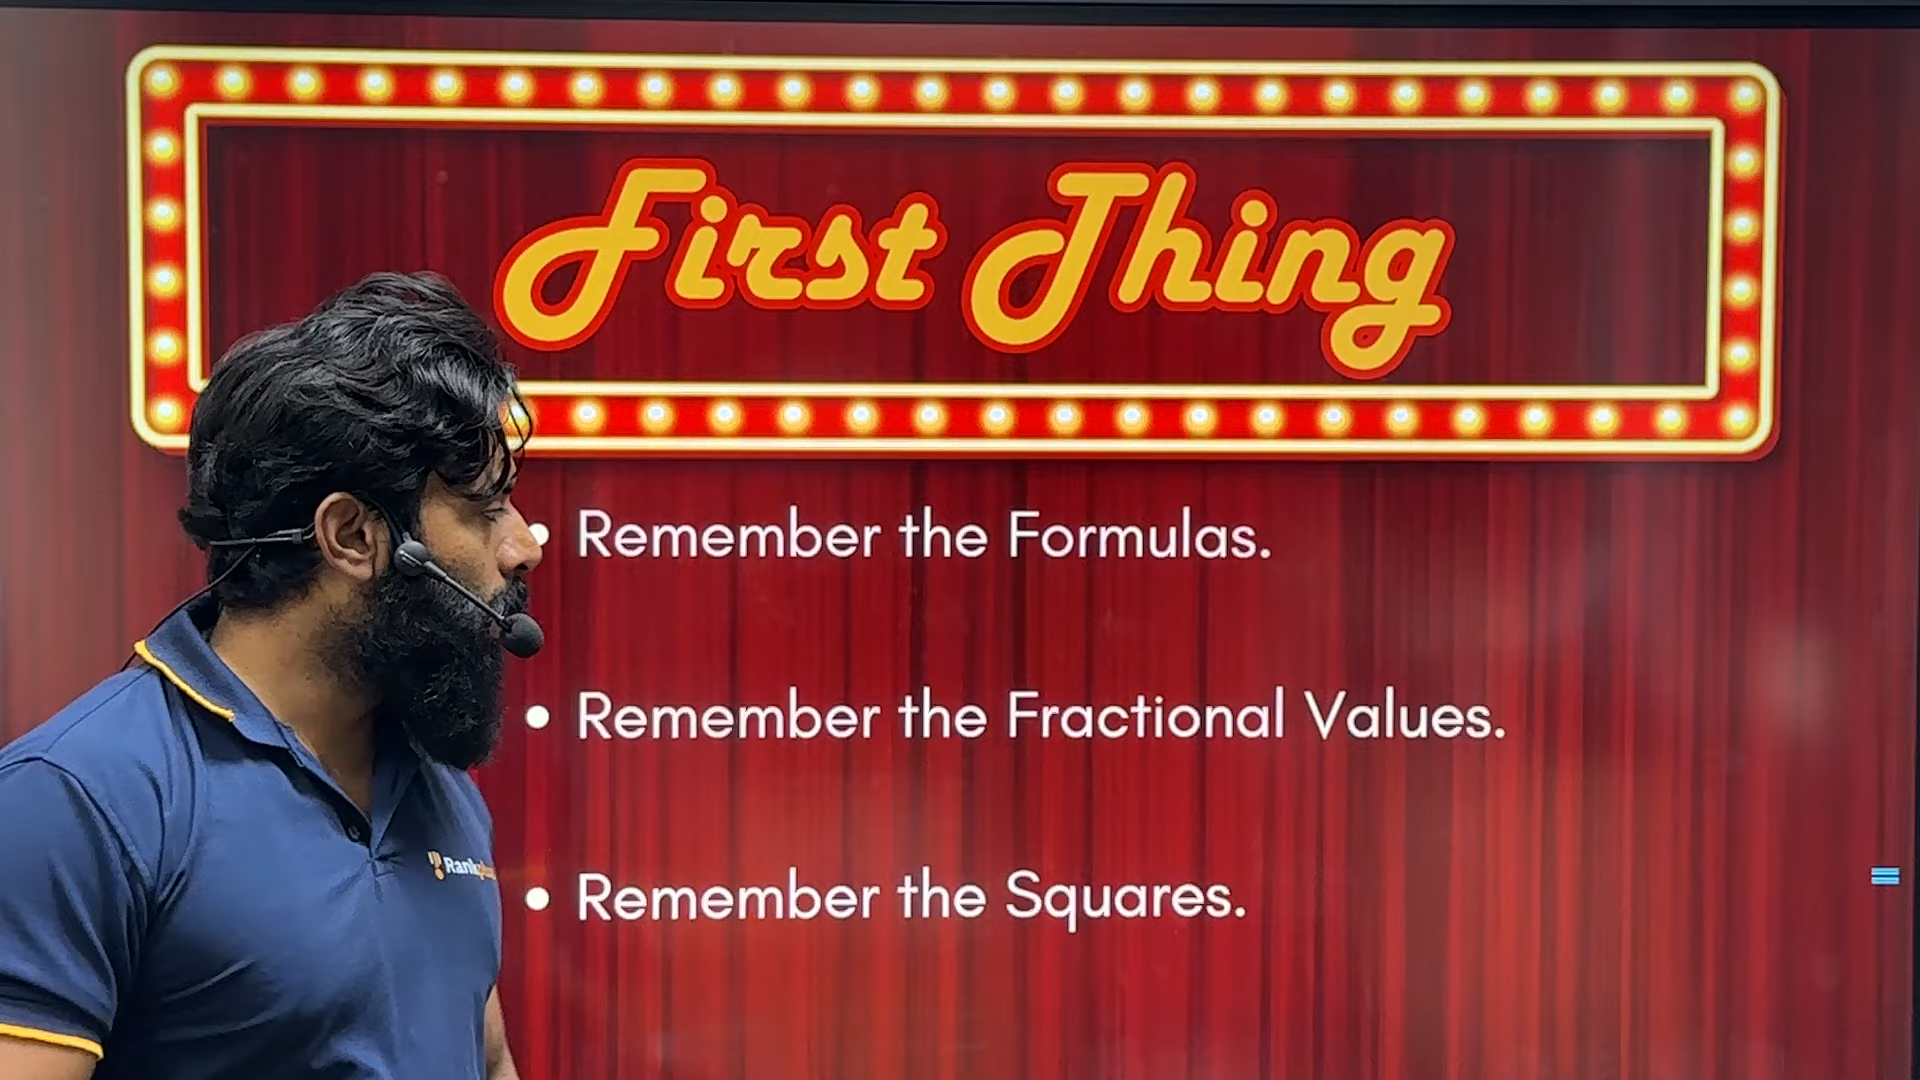 First Thing
• Remember the Formulas.
• Remember the Fractional Values.
• Remember the Squares.